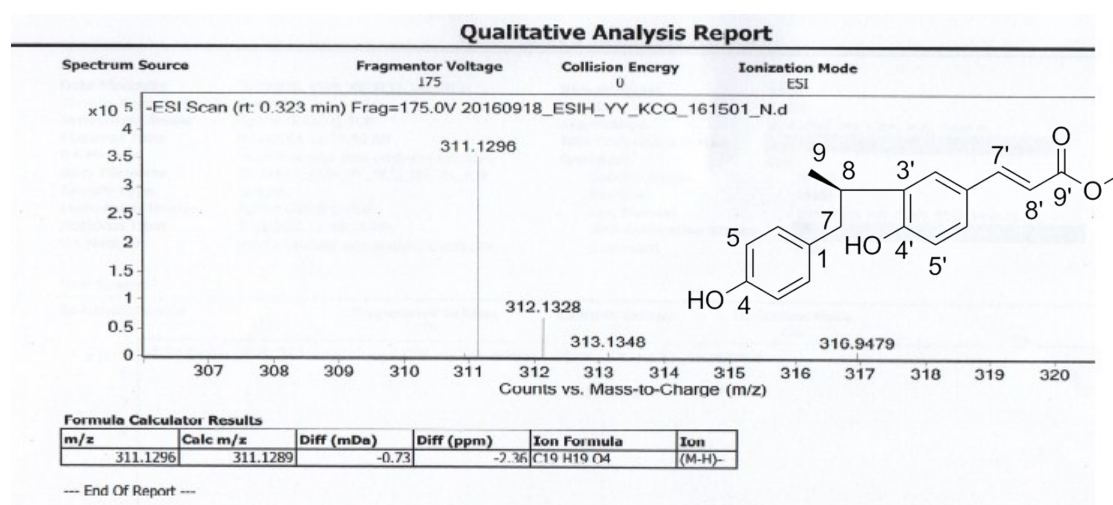 Qualitative Analysis Report
Spectrum Source Fragmentor Voltage Collision Energy Ionization Mode
175 0 ESI
x10 5 -ESI Scan (rt: 0.323 min) Frag=175.0V 20160918_ESIH_YY_KCQ_161501_N.d
4
3.5
3
2.5
2
1.5
1
0.5
0
311.1296
312.1328
313.1348
316.9479
307 308 309 310 311 312 313 314 315 316 317 318 319 320
Counts vs. Mass-to-Charge (m/z)
9
8
3'
7'
O
8'
9'
O
7
5
HO
4'
1
5'
HO
4
Formula Calculator Results
m/z Calc m/z Diff (mDa) Diff (ppm) Ion Formula Ion
311.1296 311.1289 -0.73 -2.36 C19 H19 O4 (M-H)-
--- End Of Report ---